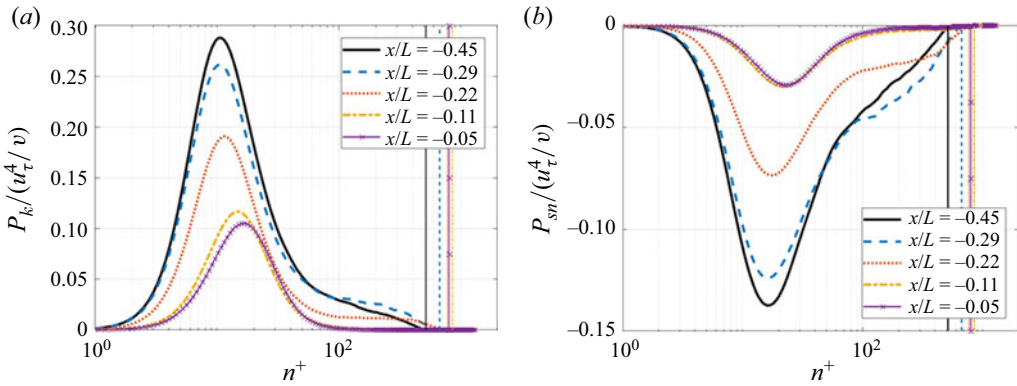 (a)
0.30
0.25
0.20
0.15
0.10
0.05
0
P_k/(u_τ^4/υ)
10^0
10^2
n^+
x/L = –0.45
x/L = –0.29
x/L = –0.22
x/L = –0.11
x/L = –0.05
(b)
0
–0.05
–0.10
–0.15
P_sn/(u_τ^4/υ)
10^0
10^2
n^+
x/L = –0.45
x/L = –0.29
x/L = –0.22
x/L = –0.11
x/L = –0.05